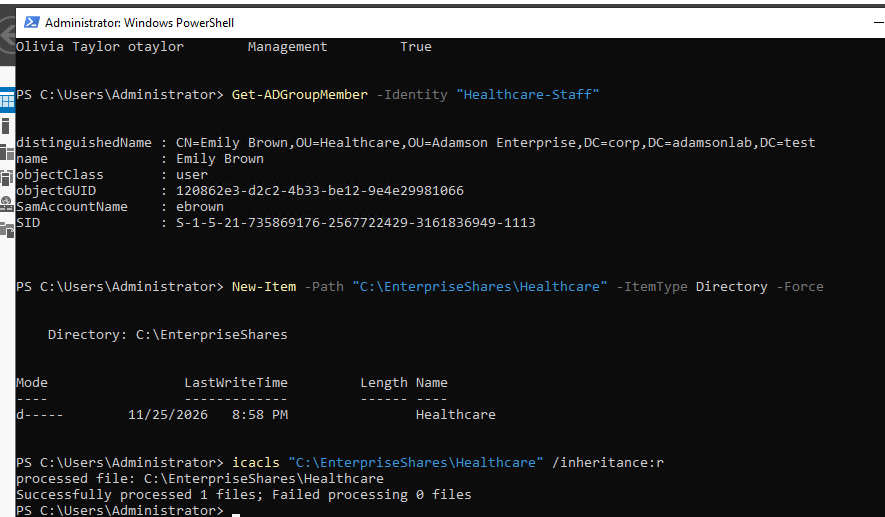 Administrator: Windows PowerShell
Olivia Taylor otaylor        Management         True
PS C:\Users\Administrator> Get-ADGroupMember -Identity "Healthcare-Staff"
distinguishedName : CN=Emily Brown,OU=Healthcare,OU=Adamson Enterprise,DC=corp,DC=adamsonlab,DC=test
name              : Emily Brown
objectClass       : user
objectGUID        : 120862e3-d2c2-4b33-be12-9e4e29981066
SamAccountName    : ebrown
SID               : S-1-5-21-735869176-2567722429-3161836949-1113
PS C:\Users\Administrator> New-Item -Path "C:\EnterpriseShares\Healthcare" -ItemType Directory -Force
    Directory: C:\EnterpriseShares
Mode                 LastWriteTime         Length Name
----                 -------------         ------ ----
d-----        11/25/2026   8:58 PM                Healthcare
PS C:\Users\Administrator> icacls "C:\EnterpriseShares\Healthcare" /inheritance:r
processed file: C:\EnterpriseShares\Healthcare
Successfully processed 1 files; Failed processing 0 files
PS C:\Users\Administrator>